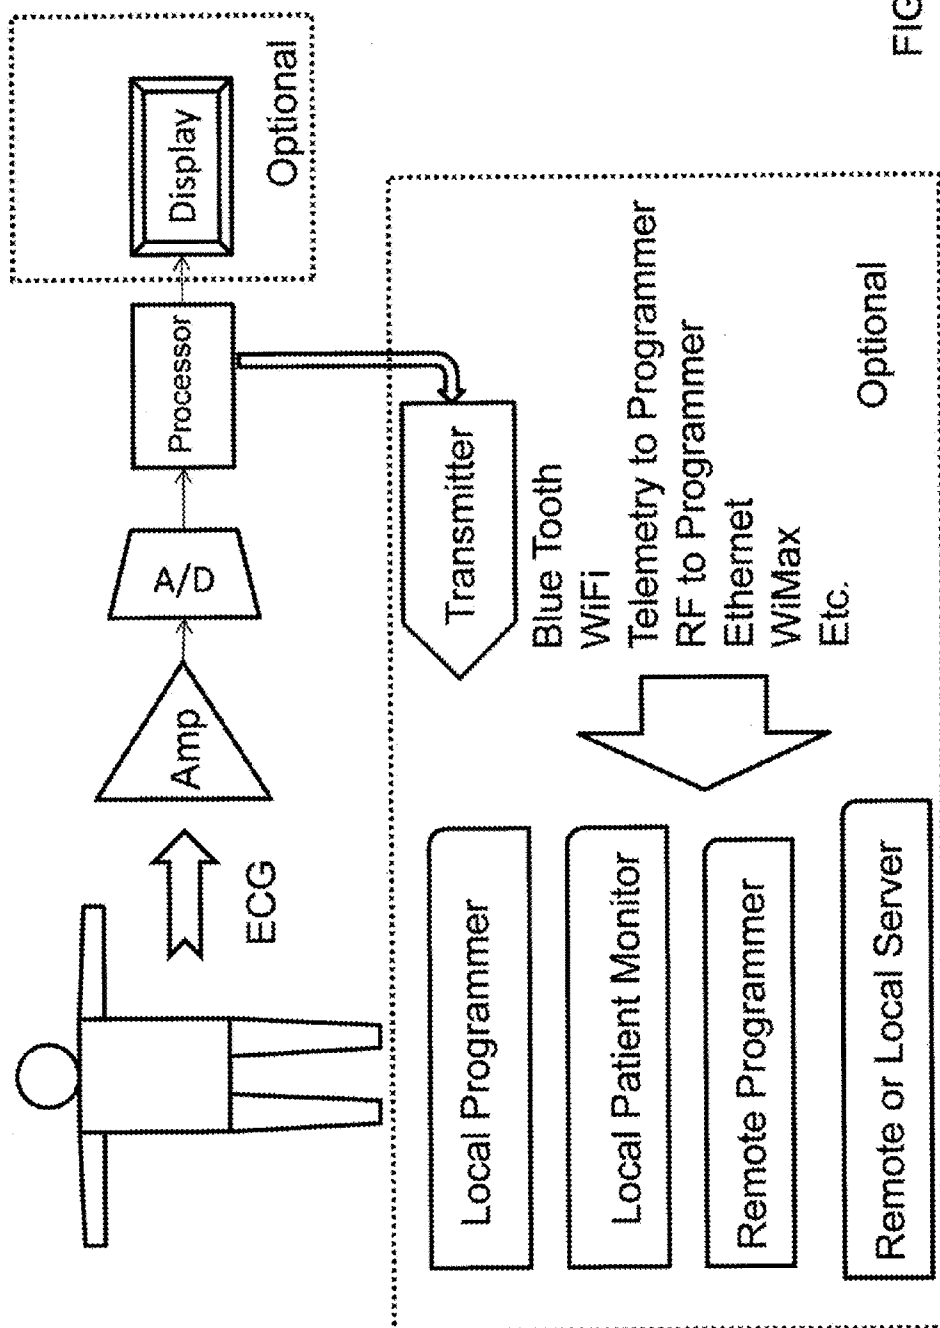 ECG
Amp
A/D
Processor
Display
Optional
Transmitter
Blue Tooth
WiFi
Telemetry to Programmer
RF to Programmer
Ethernet
WiMax
Etc.
Optional
Local Programmer
Local Patient Monitor
Remote Programmer
Remote or Local Server
FIG